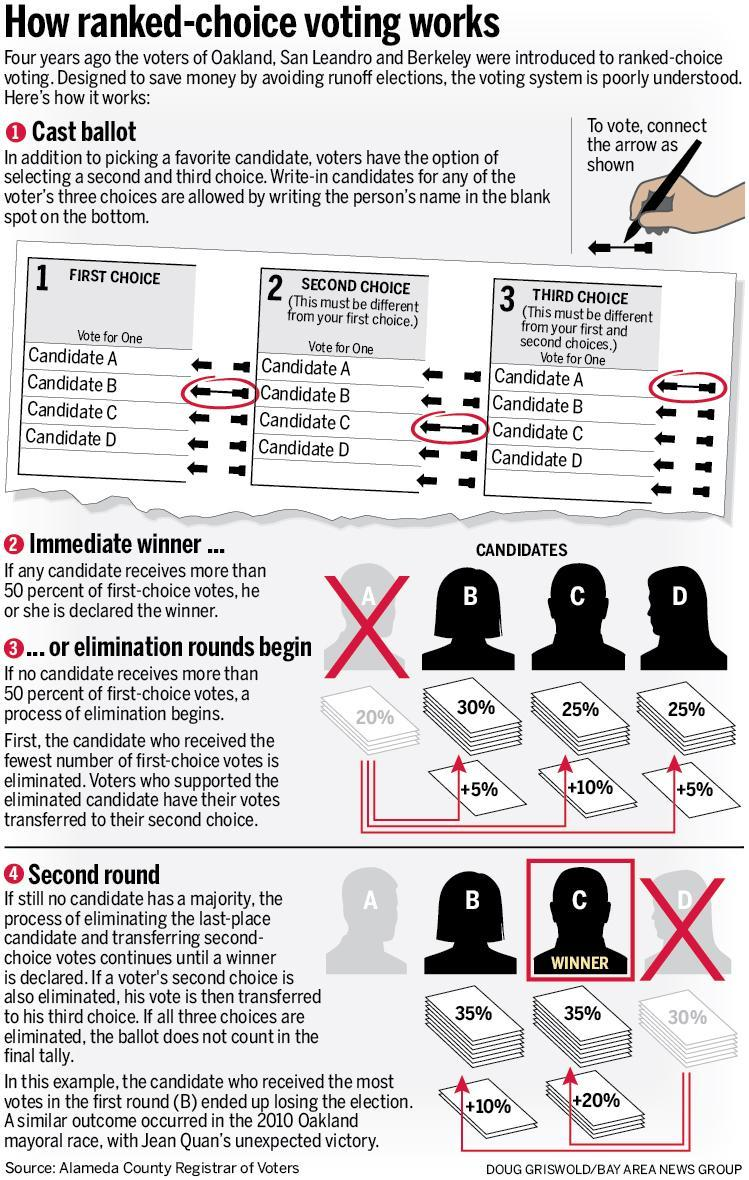 How ranked-choice voting works
Four years ago the voters of Oakland, San Leandro and Berkeley were introduced to ranked-choice
voting. Designed to save money by avoiding runoff elections, the voting system is poorly understood.
Here's how it works:
1 Cast ballot
In addition to picking a favorite candidate, voters have the option of
selecting a second and third choice. Write-in candidates for any of the
voter's three choices are allowed by writing the person's name in the blank
spot on the bottom.
To vote, connect
the arrow as
shown
1 FIRST CHOICE
Vote for One
Candidate A
Candidate B
Candidate C
Candidate D
2 SECOND CHOICE
(This must be different
from your first choice.)
Vote for One
Candidate A
Candidate B
Candidate C
Candidate D
3 THIRD CHOICE
(This must be different
from your first and
second choices.)
Vote for One
Candidate A
Candidate B
Candidate C
Candidate D
2 Immediate winner ...
If any candidate receives more than
50 percent of first-choice votes, he
or she is declared the winner.
3 ... or elimination rounds begin
If no candidate receives more than
50 percent of first-choice votes, a
process of elimination begins.
First, the candidate who received the
fewest number of first-choice votes is
eliminated. Voters who supported the
eliminated candidate have their votes
transferred to their second choice.
CANDIDATES
A B C D
20% 30% 25% 25%
+5% +10% +5%
4 Second round
If still no candidate has a majority, the
process of eliminating the last-place
candidate and transferring second-
choice votes continues until a winner
is declared. If a voter's second choice is
also eliminated, his vote is then transferred
to his third choice. If all three choices are
eliminated, the ballot does not count in the
final tally.
In this example, the candidate who received the most
votes in the first round (B) ended up losing the election.
A similar outcome occurred in the 2010 Oakland
mayoral race, with Jean Quan's unexpected victory.
A B C D
WINNER
35% 35% 30%
+10% +20%
Source: Alameda County Registrar of Voters
DOUG GRISWOLD/BAY AREA NEWS GROUP